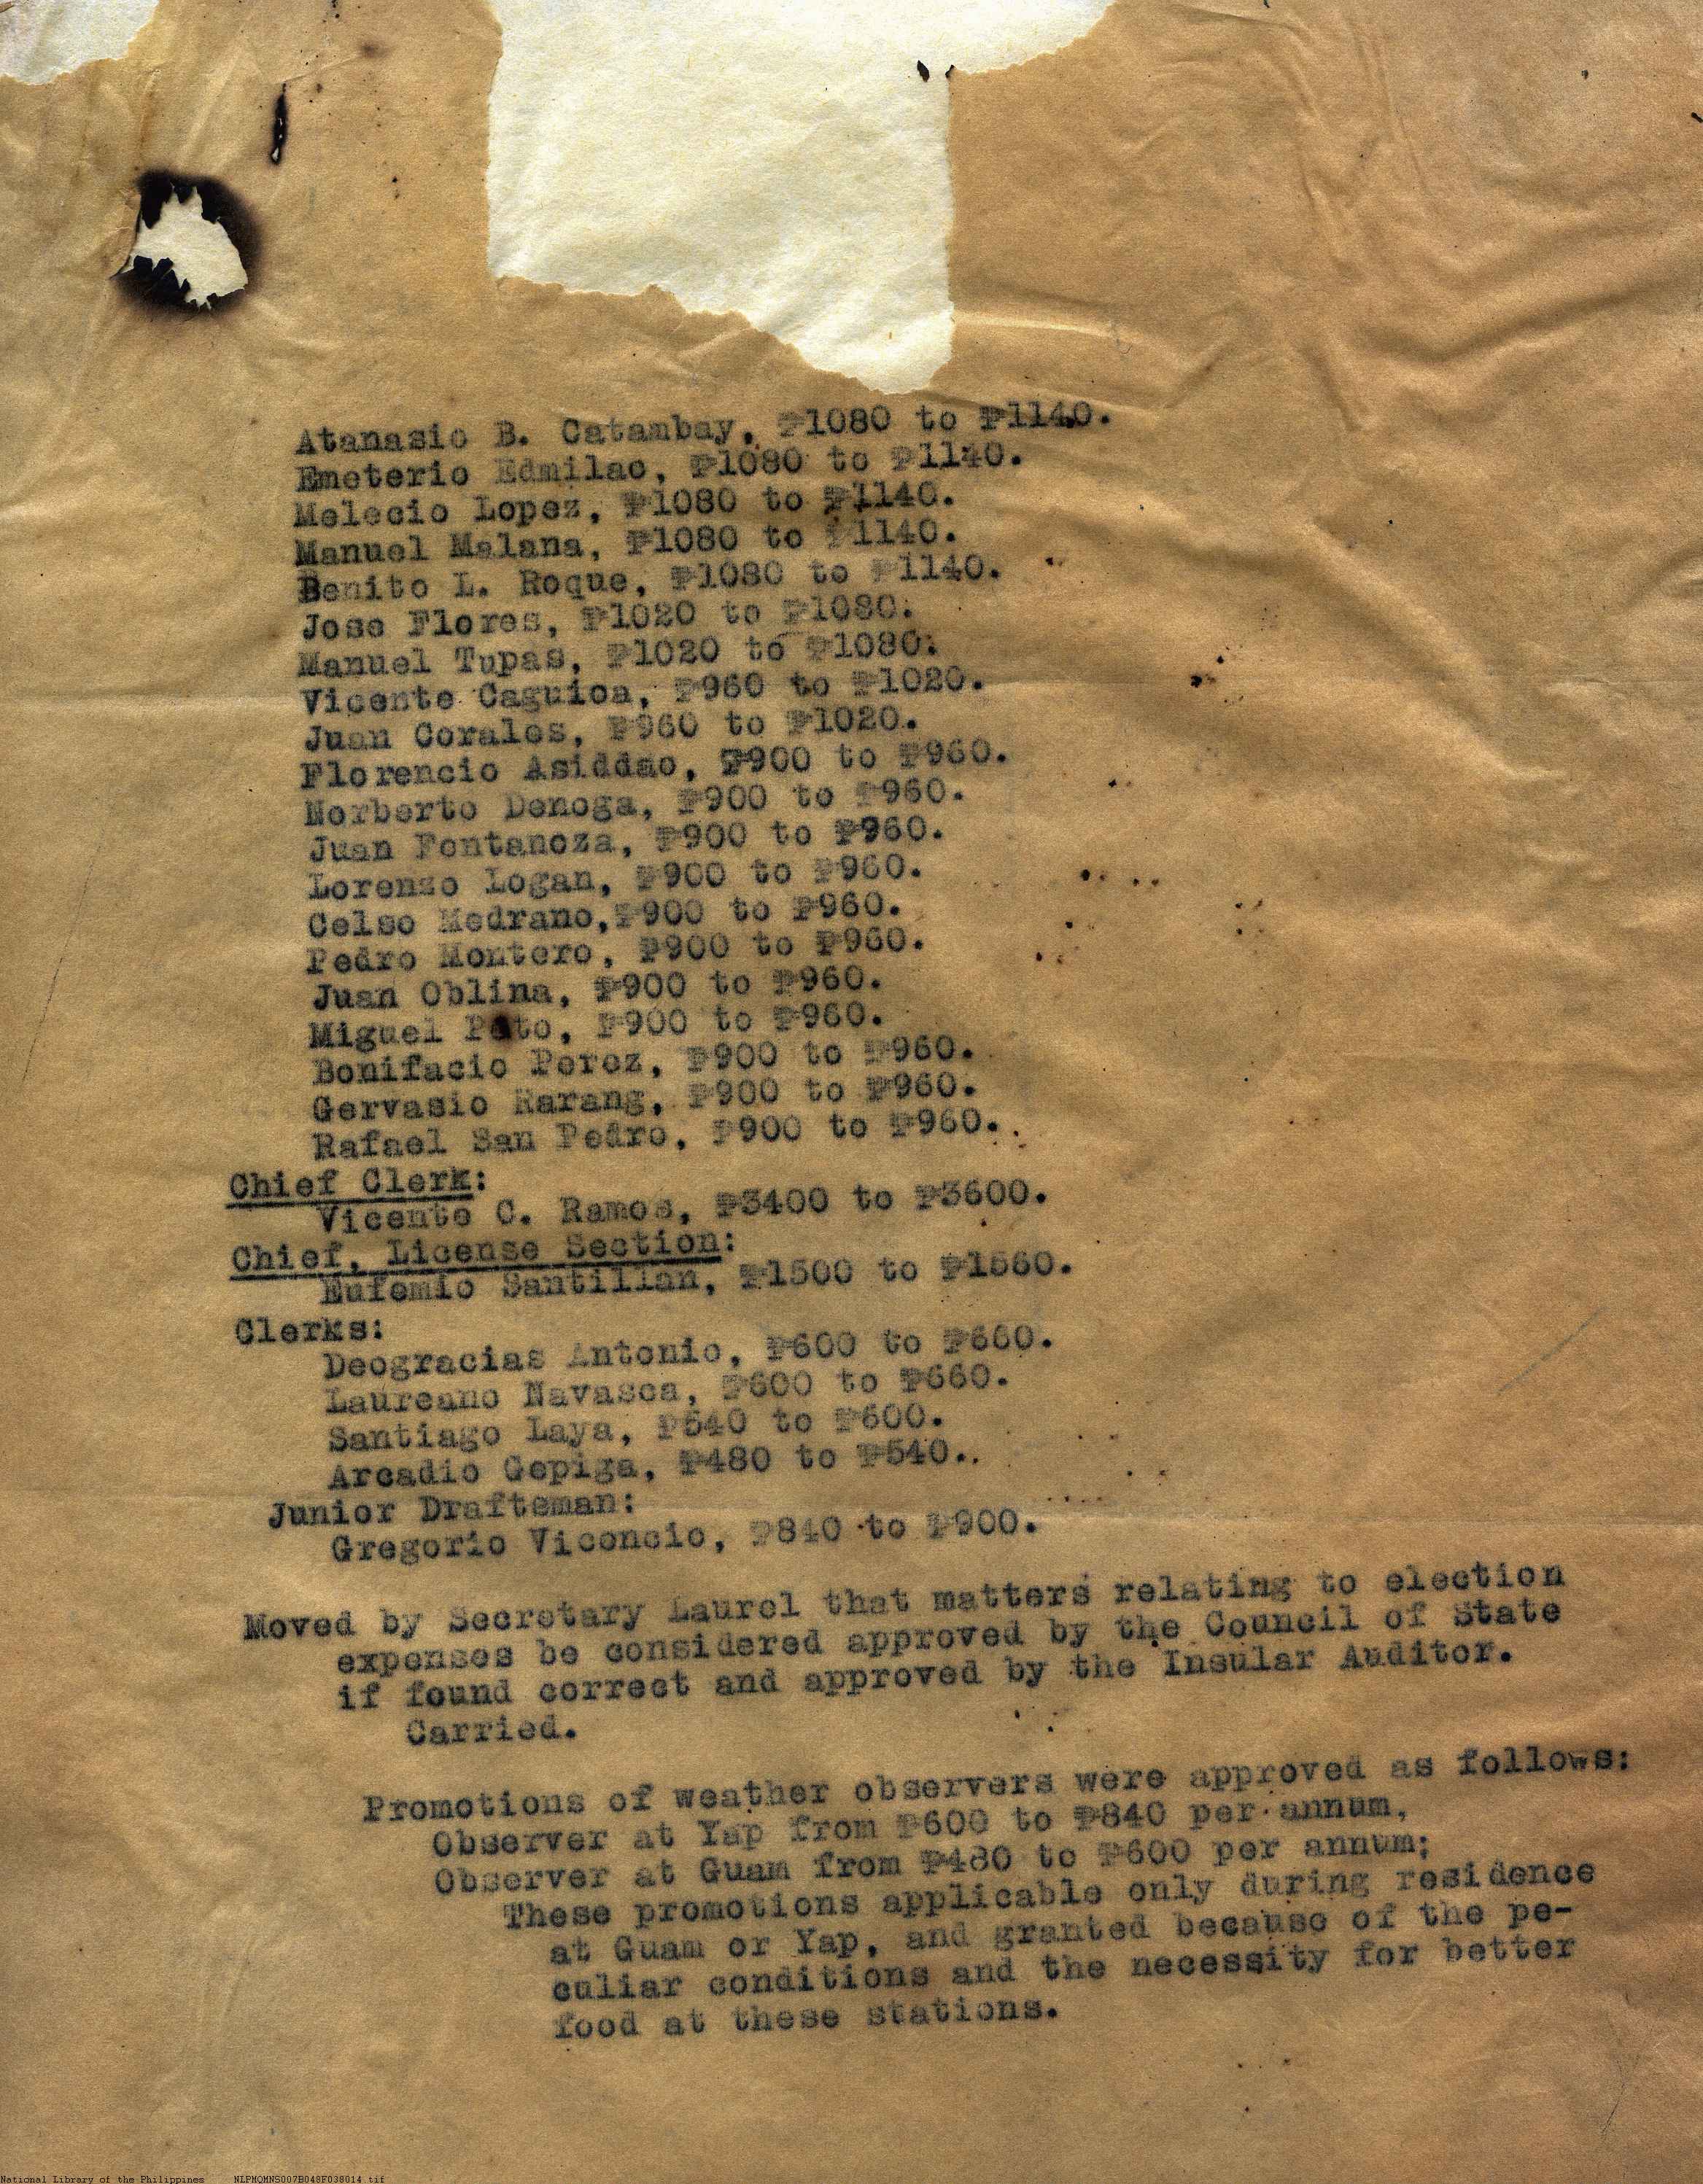 Atanasio B. Catambay, ₱1080 to ₱1140.
Emeterio Edmilao, ₱1080 to ₱1140.
Melecio Lopez, ₱1080 to ₱1140.
Manuel Malana, ₱1080 to ₱1140.
Benito L. Roque, ₱1080 to ₱1140.
Jose Flores, ₱1020 to ₱1080.
Manuel Tupas, ₱1020 to ₱1080.
Vicente Caguioa, ₱960 to ₱1020.
Juan Corales, ₱960 to ₱1020.
Florencio Asiddao, ₱900 to ₱960.
Norberto Denoga, ₱900 to ₱960.
Juan Fontanoza, ₱900 to ₱960.
Lorenzo Logan, ₱900 to ₱960.
Celso Medrano, ₱900 to ₱960.
Pedro Montero, ₱900 to ₱960.
Juan Oblina, ₱900 to ₱960.
Miguel ₱900 to ₱960.
Bonifacio Perez, ₱900 to ₱960.
Gervasio Rarang, ₱900 to ₱960.
Rafael San Pedro, ₱900 to ₱960.
Chief Clerk:
Vicente C. Ramos, ₱3400 to ₱3600.
Chief, License Section:
Eufemio Santillan, ₱1500 to ₱1560.
Clerks:
Deogracias Antonio, ₱600 to ₱660.
Laureano Navasca, ₱600 to ₱660.
Santiago Laya, ₱540 to ₱600.
Arcadio Gepiga, ₱480 to ₱540.
Junior Drafteman:
Gregorio Viconcio, ₱840 to ₱900.
Moved by Secretary Laurel that matters relating to election
expenses be considered approved by the Council of State
if found correct and approved by the Insular Auditor.
Carried.
Promotions of weather observers were approved as follows:
Observer at Yap from ₱600 to ₱840 per annum,
Observer at Guam from ₱480 to ₱600 per annum;
These promotions applicable only during residence
at Guam or Yap, and granted because of the pe-
culiar conditions and the necessity for better
food at these stations.
National Library of the Philippines NLPMQMNS007B048F038014.tif